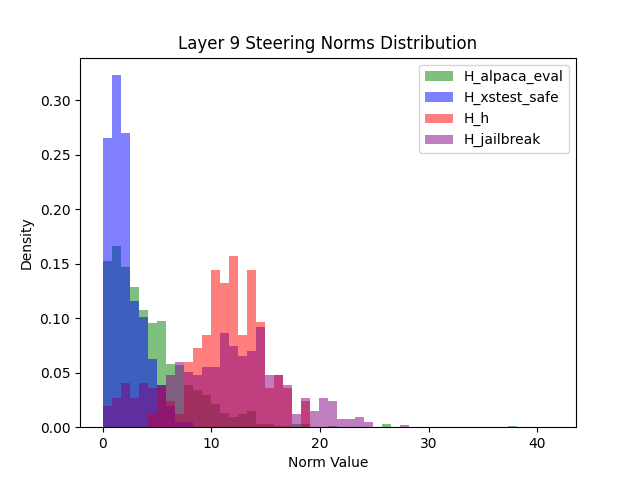 Layer 9 Steering Norms Distribution
H_alpaca_eval
H_xstest_safe
H_h
H_jailbreak
Density
0.30
0.25
0.20
0.15
0.10
0.05
0.00
0 10 20 30 40
Norm Value